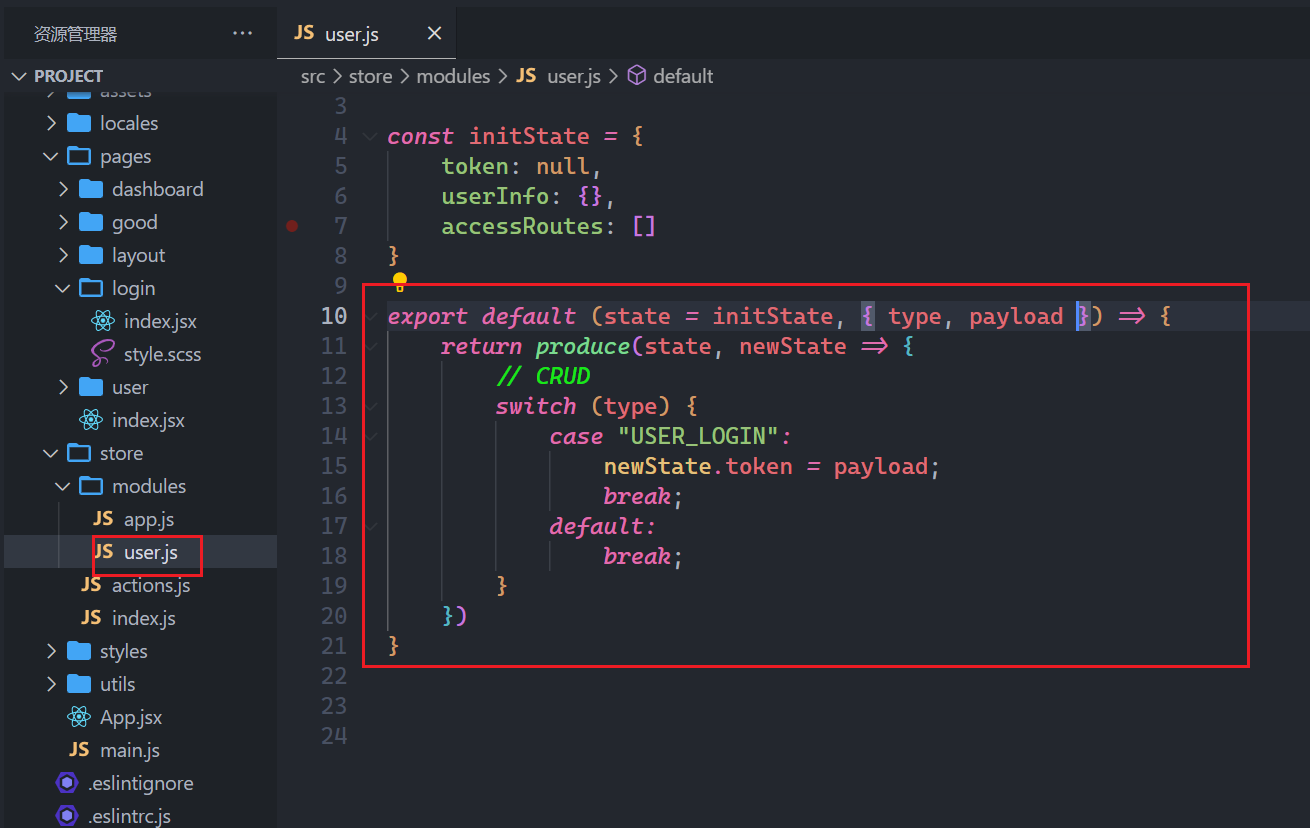 资源管理器 ···
PROJECT
assets
locales
pages
dashboard
good
layout
login
index.jsx
style.scss
user
index.jsx
store
modules
JS app.js
JS user.js
JS actions.js
JS index.js
styles
utils
App.jsx
JS main.js
.eslintignore
.eslintrc.js
JS user.js
src > store > modules > JS user.js > default
3
4 const initState = {
5 token: null,
6 userInfo: {},
7 accessRoutes: []
8 }
9
10 export default (state = initState, { type, payload }) => {
11 return produce(state, newState => {
12 // CRUD
13 switch (type) {
14 case "USER_LOGIN":
15 newState.token = payload;
16 break;
17 default:
18 break;
19 }
20 })
21 }
22
23
24